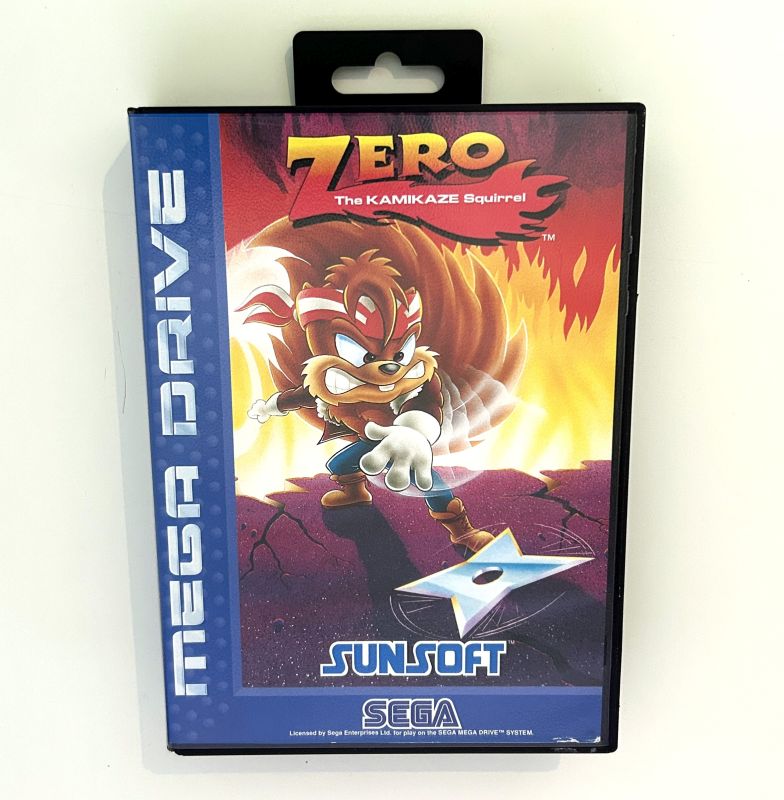 ZERO
The KAMIKAZE Squirrel
TM
MEGA DRIVE
SUNSOFT™
SEGA
Licensed by Sega Enterprises Ltd. for play on the SEGA MEGA DRIVE™ SYSTEM.